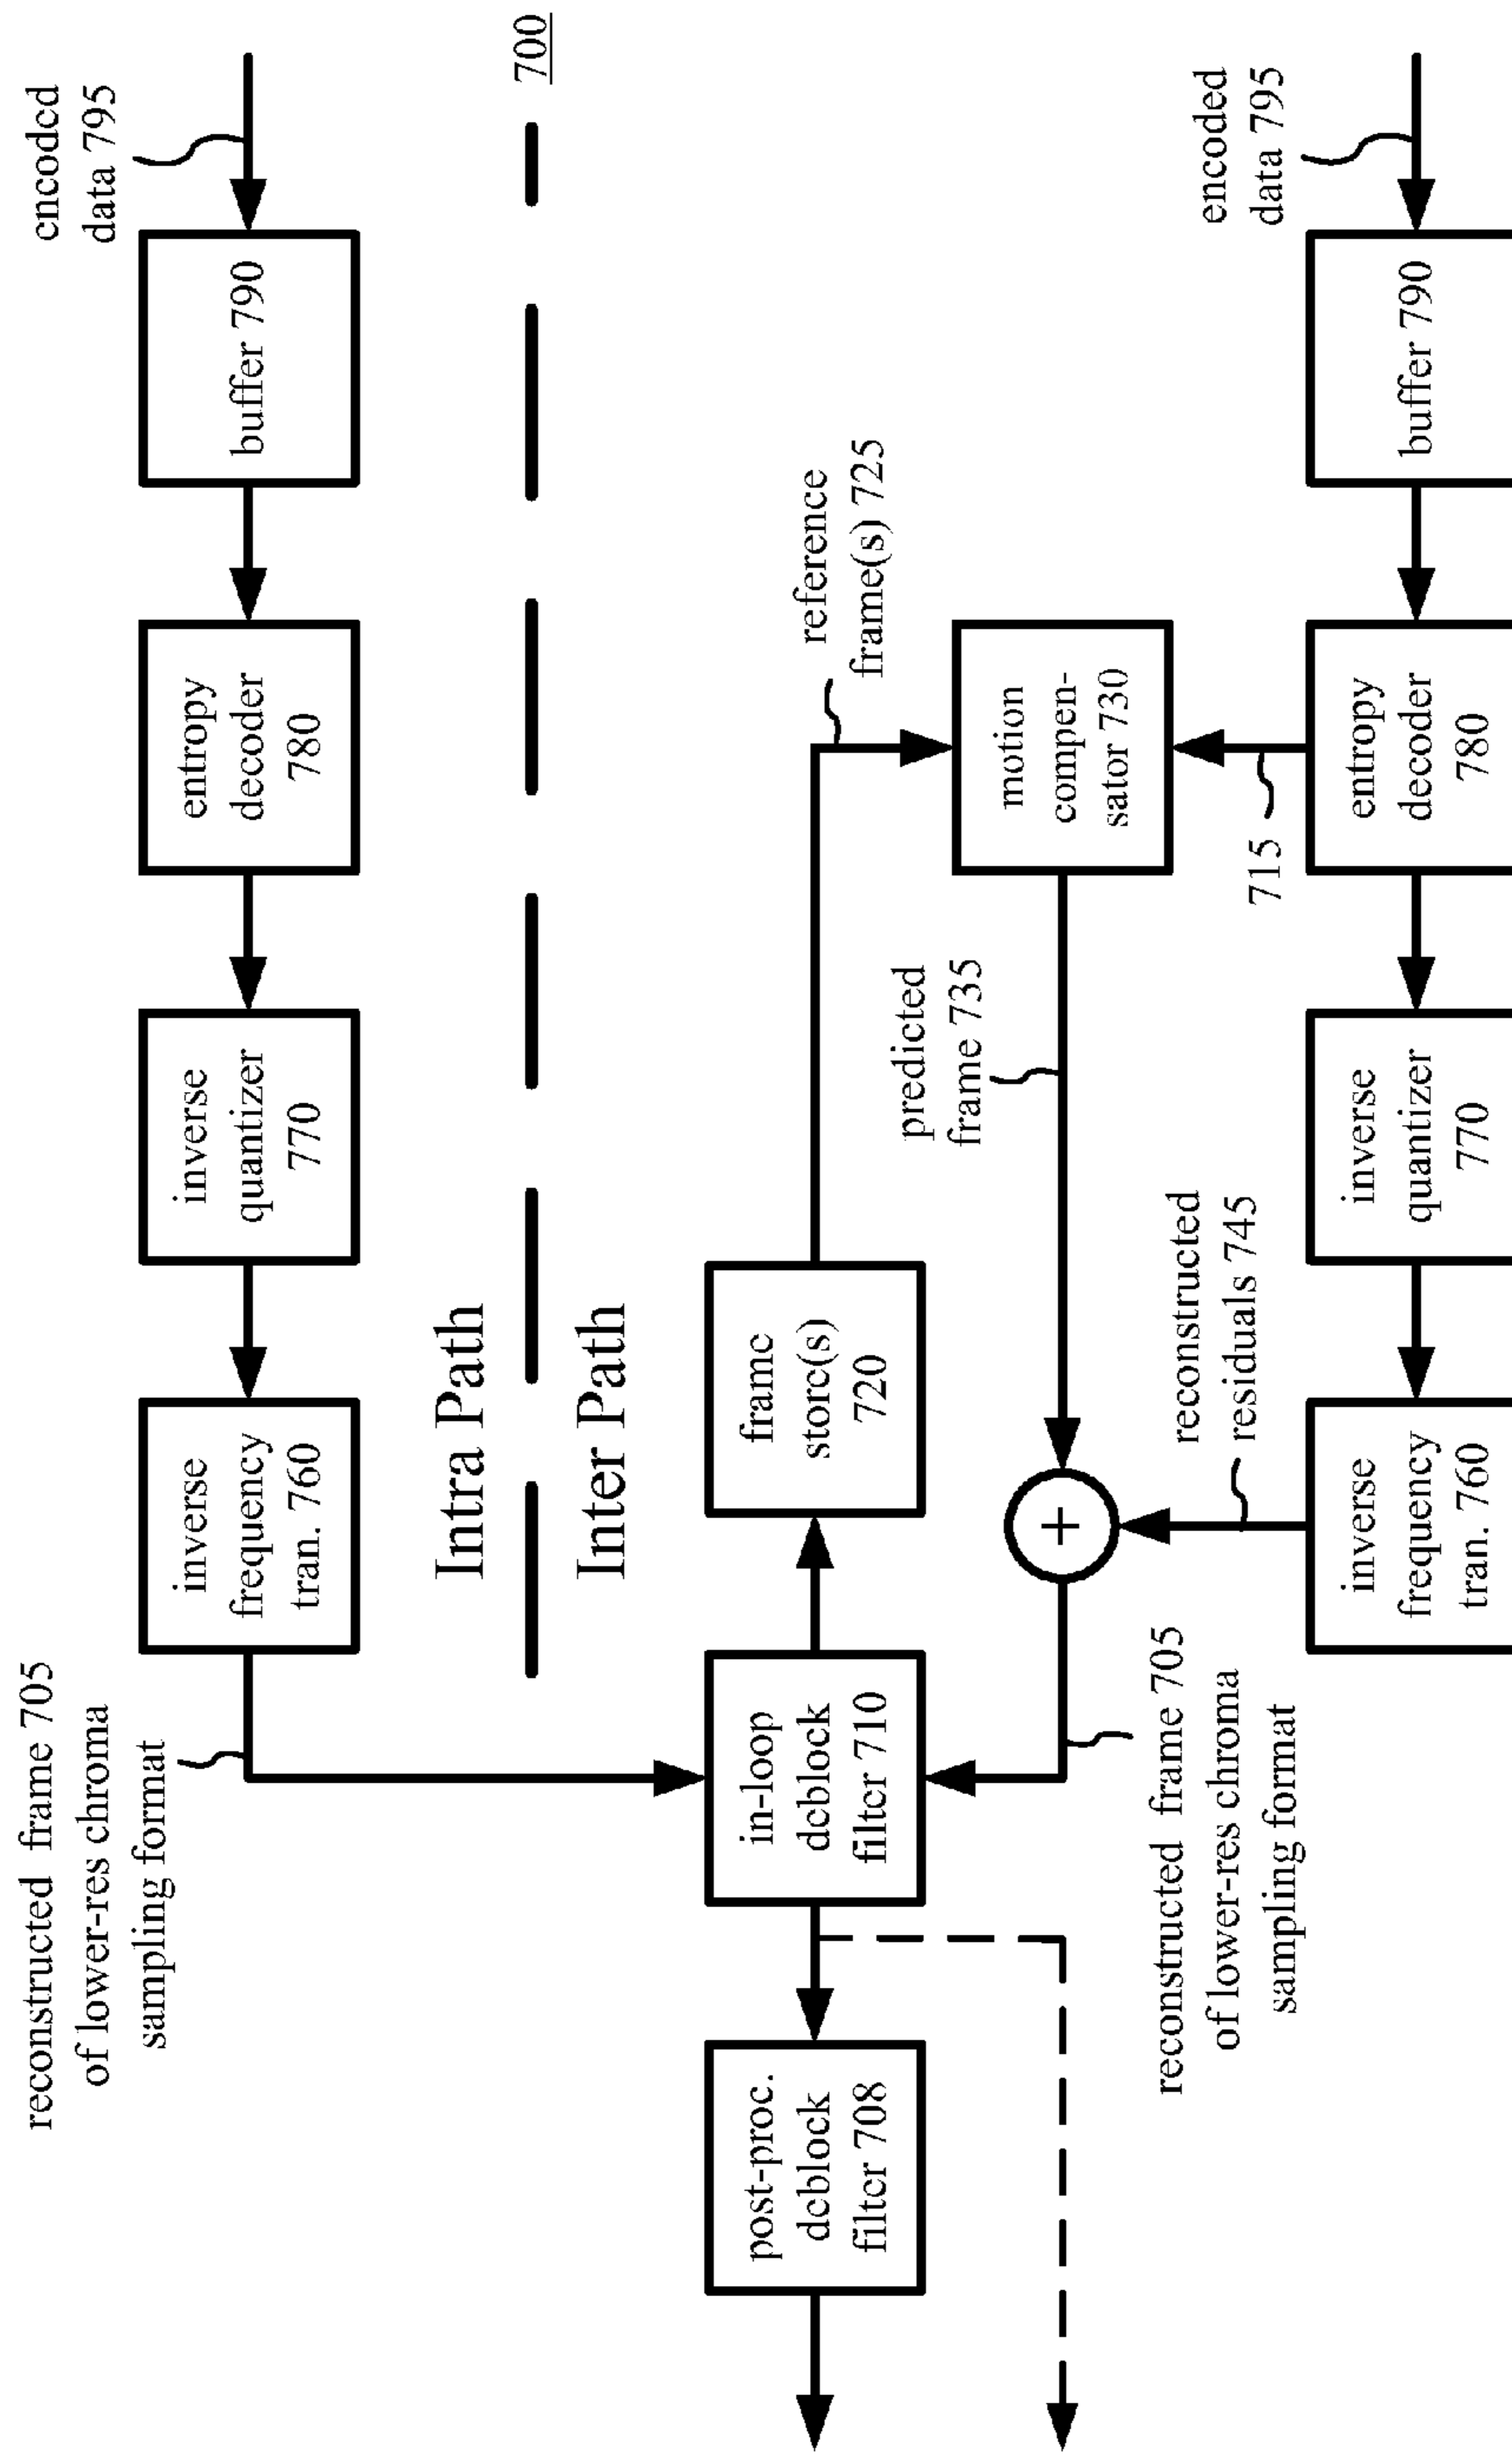 reconstructed frame 705
of lower-res chroma
sampling format
inverse
frequency
tran. 760
inverse
quantizer
770
entropy
decoder
780
buffer 790
encoded
data 795
Intra Path
700
Inter Path
post-proc.
deblock
filter 708
in-loop
deblock
filter 710
frame
store(s)
720
reference
frame(s) 725
predicted
frame 735
motion
compen-
sator 730
+
reconstructed frame 705
of lower-res chroma
sampling format
reconstructed
residuals 745
715
encoded
data 795
inverse
frequency
tran. 760
inverse
quantizer
770
entropy
decoder
780
buffer 790